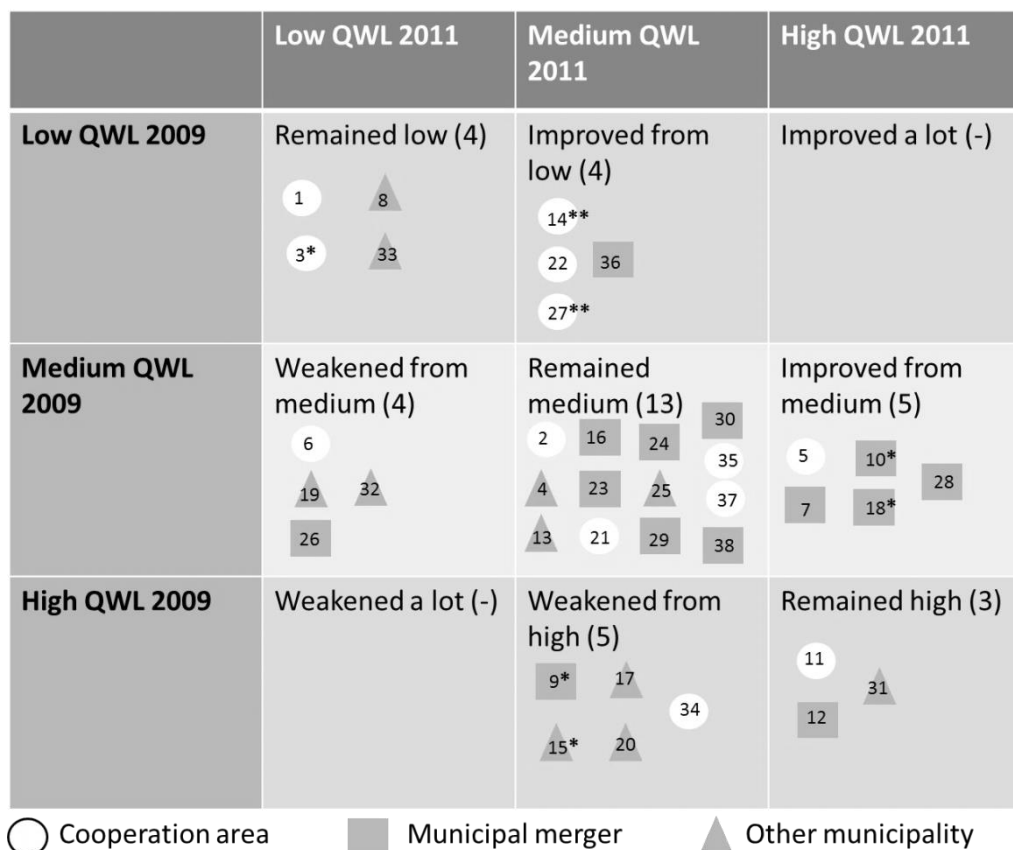 Low QWL 2011
Medium QWL
2011
High QWL 2011
Low QWL 2009
Remained low (4)
1
8
3*
33
Improved from
low (4)
14**
22
36
27**
Improved a lot (-)
Medium QWL
2009
Weakened from
medium (4)
6
19
32
26
Remained
medium (13)
2
16
24
30
35
4
23
25
37
13
21
29
38
Improved from
medium (5)
5
10*
28
7
18*
High QWL 2009
Weakened a lot (-)
Weakened from
high (5)
9*
17
34
15*
20
Remained high (3)
11
31
12
Cooperation area
Municipal merger
Other municipality